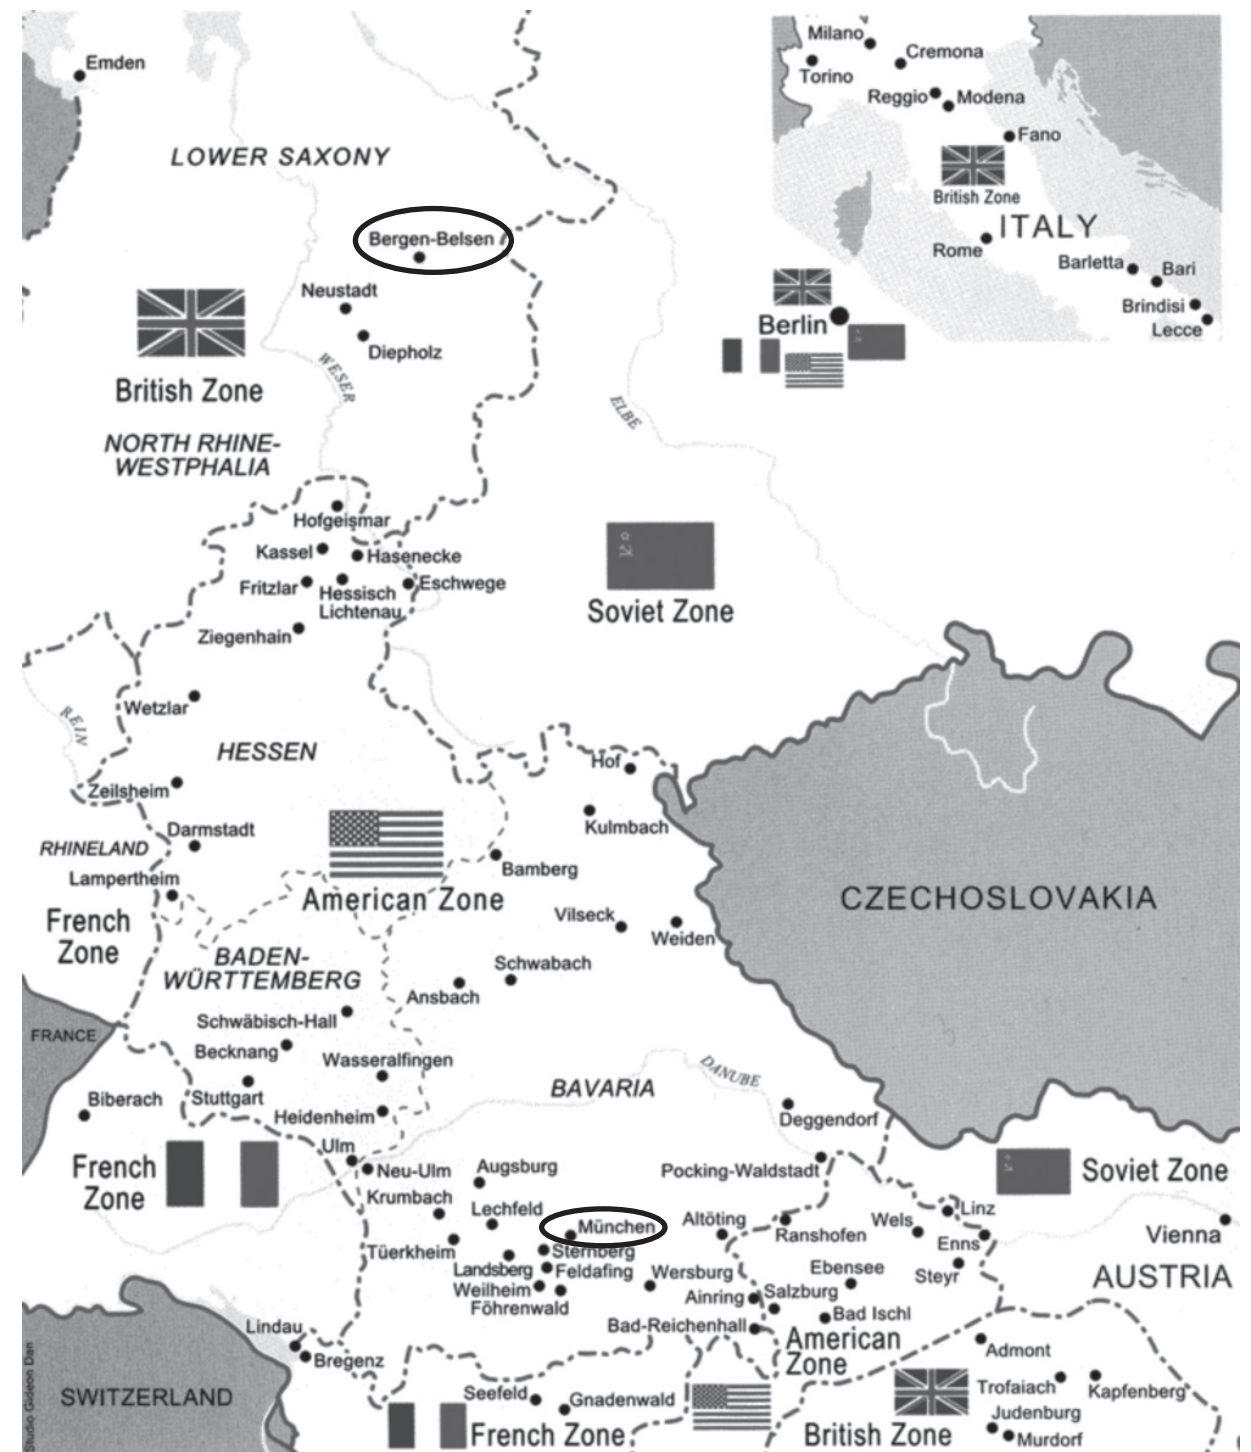 Emden
LOWER SAXONY
Bergen-Belsen
Neustadt
Diepholz
WESER
British Zone
NORTH RHINE-
WESTPHALIA
ELBE
Milano
Cremona
Torino
Reggio
Modena
Fano
British Zone
ITALY
Rome
Barletta
Bari
Brindisi
Lecce
Berlin
Hofgeismar
Kassel
Hasenecke
Fritzlar
Hessisch
Lichtenau
Eschwege
Ziegenhain
Soviet Zone
Wetzlar
REIN
HESSEN
Zeilsheim
Hof
Kulmbach
Darmstadt
RHINELAND
Lampertheim
American Zone
Bamberg
French
Zone
Vilseck
Weiden
CZECHOSLOVAKIA
BADEN-
WÜRTTEMBERG
Schwabach
Ansbach
FRANCE
Schwäbisch-Hall
Becknang
Wasseralfingen
Biberach
Stuttgart
Heidenheim
BAVARIA
DANUBE
Deggendorf
French
Zone
Ulm
Neu-Ulm
Augsburg
Pocking-Waldstadt
Krumbach
Lechfeld
München
Altöting
Ranshofen
Wels
Linz
Enns
Soviet Zone
Vienna
AUSTRIA
Tüerkheim
Sternberg
Landsberg
Feldafing
Wersburg
Ebensee
Steyr
Weilheim
Föhrenwald
Ainring
Salzburg
Bad Ischl
Bad-Reichenhall
American
Zone
Lindau
Bregenz
Admont
SWITZERLAND
Seefeld
Gnadenwald
French Zone
British Zone
Trofaiach
Kapfenberg
Judenburg
Murdorf
Studio Gideon Dan